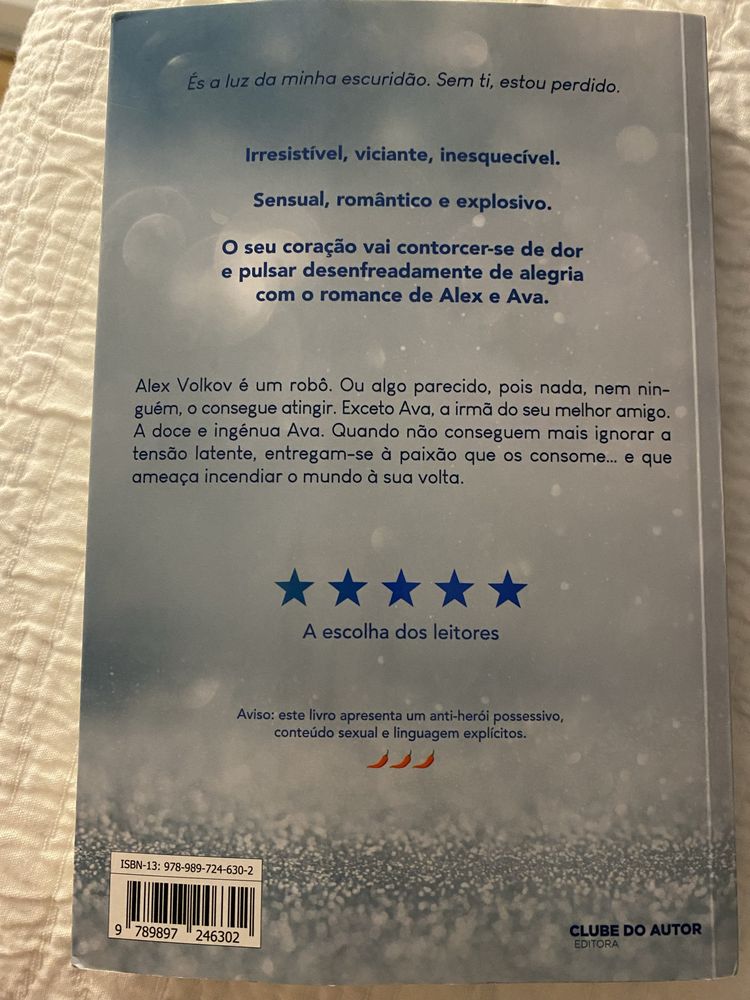 És a luz da minha escuridão. Sem ti, estou perdido.
Irresistível, viciante, inesquecível.
Sensual, romântico e explosivo.
O seu coração vai contorcer-se de dor
e pulsar desenfreadamente de alegria
com o romance de Alex e Ava.
Alex Volkov é um robô. Ou algo parecido, pois nada, nem nin-
guém, o consegue atingir. Exceto Ava, a irmã do seu melhor amigo.
A doce e ingénua Ava. Quando não conseguem mais ignorar a
tensão latente, entregam-se à paixão que os consome... e que
ameaça incendiar o mundo à sua volta.
A escolha dos leitores
Aviso: este livro apresenta um anti-herói possessivo,
conteúdo sexual e linguagem explícitos.
ISBN-13: 978-989-724-630-2
9 789897 246302
CLUBE DO AUTOR
EDITORA